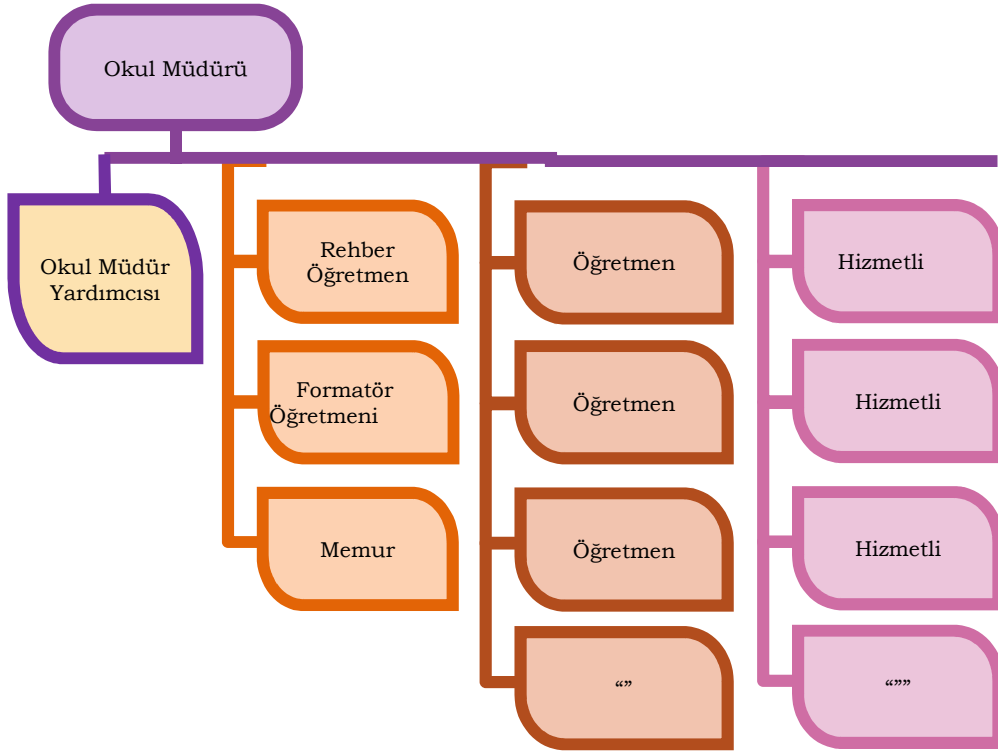 Okul Müdürü
Okul Müdür
Yardımcısı
Rehber
Öğretmen
Formatör
Öğretmeni
Memur
Öğretmen
Öğretmen
Öğretmen
“”
Hizmetli
Hizmetli
Hizmetli
“””